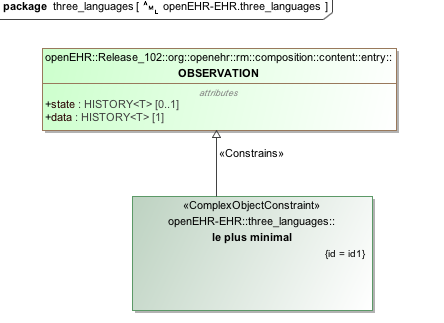 package three_languages [ AML openEHR-EHR.three_languages ]
openEHR::Release_102::org::openehr::rm::composition::content::entry::
OBSERVATION
attributes
+state : HISTORY<T> [0..1]
+data : HISTORY<T> [1]
«Constrains»
«ComplexObjectConstraint»
openEHR-EHR::three_languages::
le plus minimal
{id = id1}